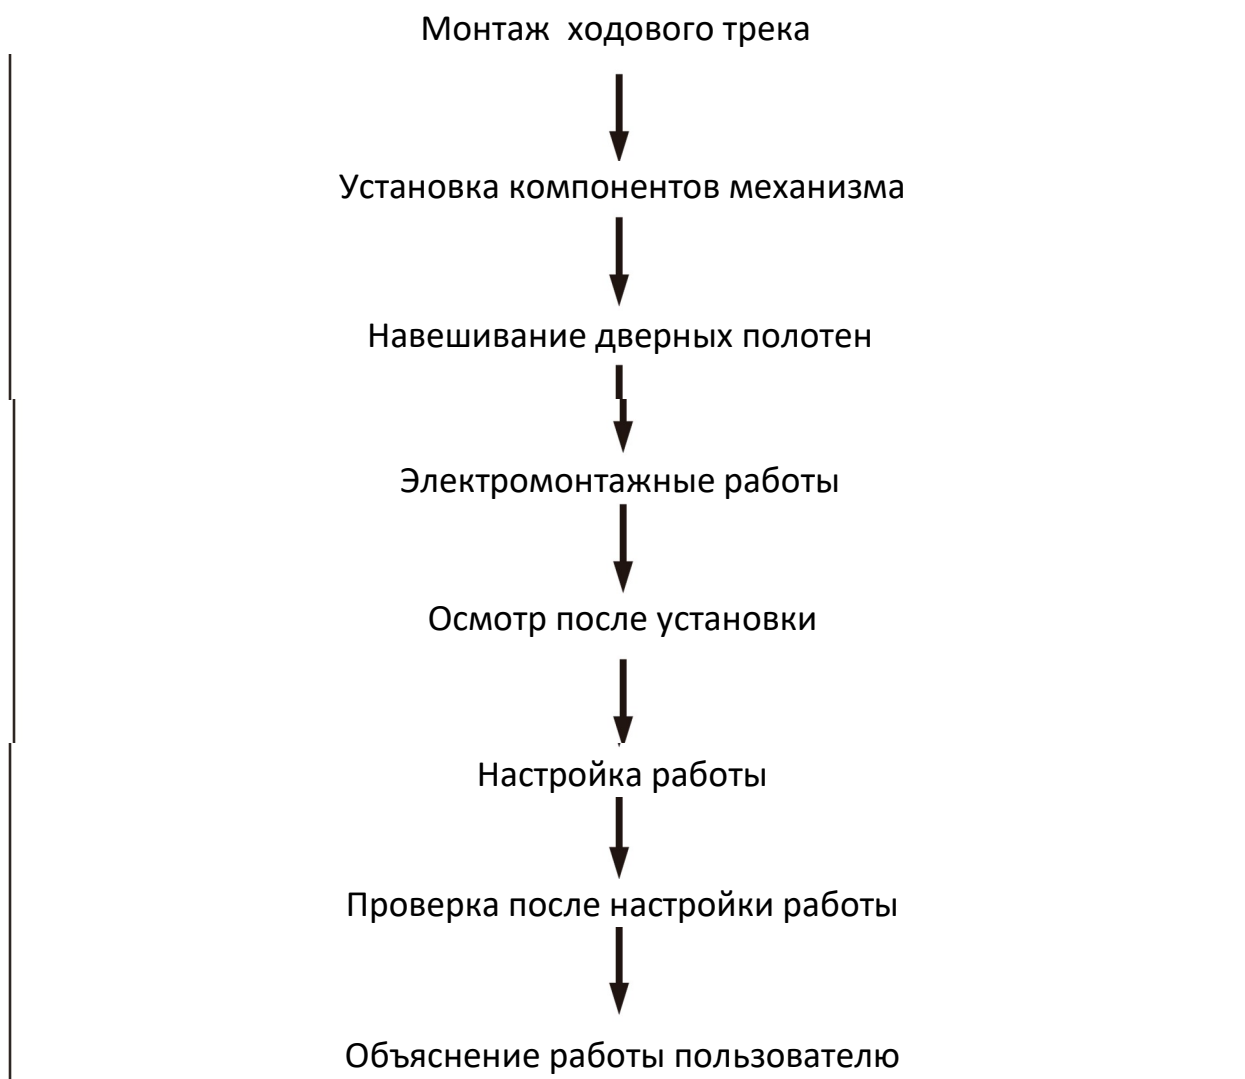 Монтаж ходового трека
Установка компонентов механизма
Навешивание дверных полотен
Электромонтажные работы
Осмотр после установки
Настройка работы
Проверка после настройки работы
Объяснение работы пользователю